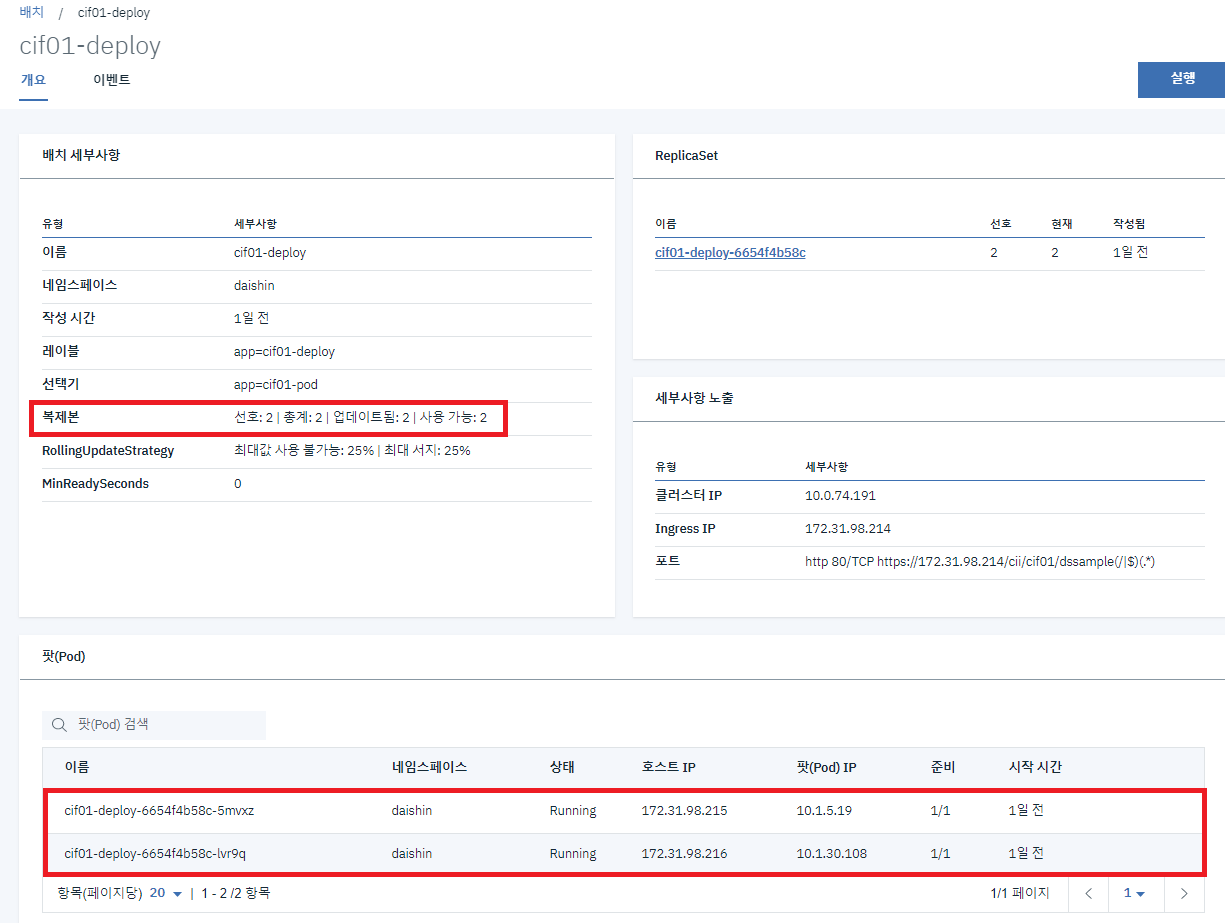 배치 / cif01-deploy
cif01-deploy
개요 이벤트
실행
배치 세부사항
유형 세부사항
이름 cif01-deploy
네임스페이스 daishin
작성 시간 1일 전
레이블 app=cif01-deploy
선택기 app=cif01-pod
복제본 선호: 2 | 총계: 2 | 업데이트됨: 2 | 사용 가능: 2
RollingUpdateStrategy 최대값 사용 불가능: 25% | 최대 서지: 25%
MinReadySeconds 0
ReplicaSet
이름 선호 현재 작성됨
cif01-deploy-6654f4b58c 2 2 1일 전
세부사항 노출
유형 세부사항
클러스터 IP 10.0.74.191
Ingress IP 172.31.98.214
포트 http 80/TCP https://172.31.98.214/cii/cif01/dssample(/|$)(.*)
팟(Pod)
팟(Pod) 검색
이름 네임스페이스 상태 호스트 IP 팟(Pod) IP 준비 시작 시간
cif01-deploy-6654f4b58c-5mvxz daishin Running 172.31.98.215 10.1.5.19 1/1 1일 전
cif01-deploy-6654f4b58c-lvr9q daishin Running 172.31.98.216 10.1.30.108 1/1 1일 전
항목(페이지당) 20 | 1 - 2 /2 항목 1/1 페이지 1